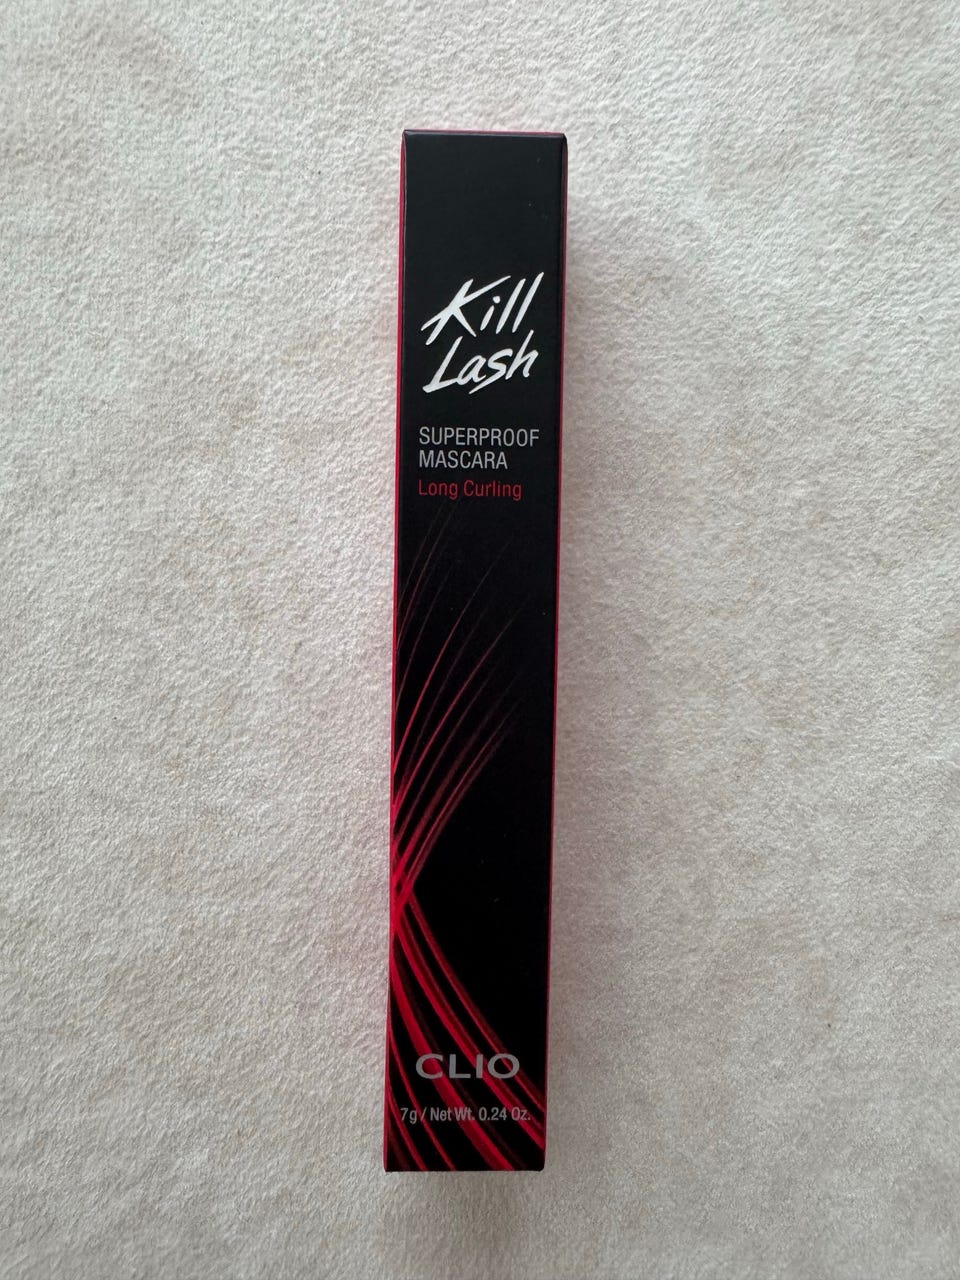 Kill
Lash
SUPERPROOF
MASCARA
Long Curling
CLIO
7g / Net Wt. 0.24 Oz.